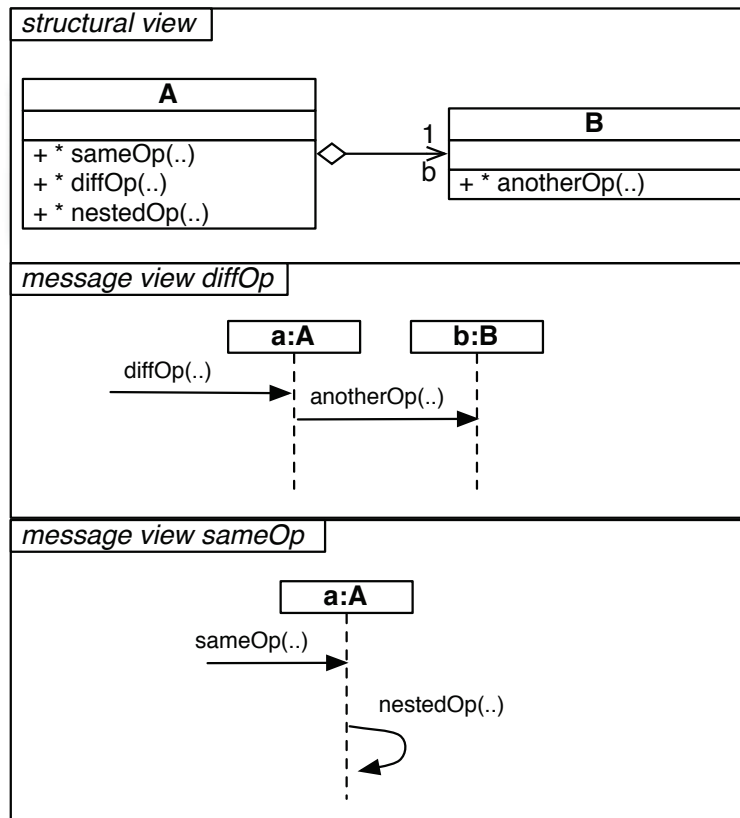 structural view
A
+ * sameOp(..)
+ * diffOp(..)
+ * nestedOp(..)
1
b
B
+ * anotherOp(..)
message view diffOp
a:A
b:B
diffOp(..)
anotherOp(..)
message view sameOp
a:A
sameOp(..)
nestedOp(..)